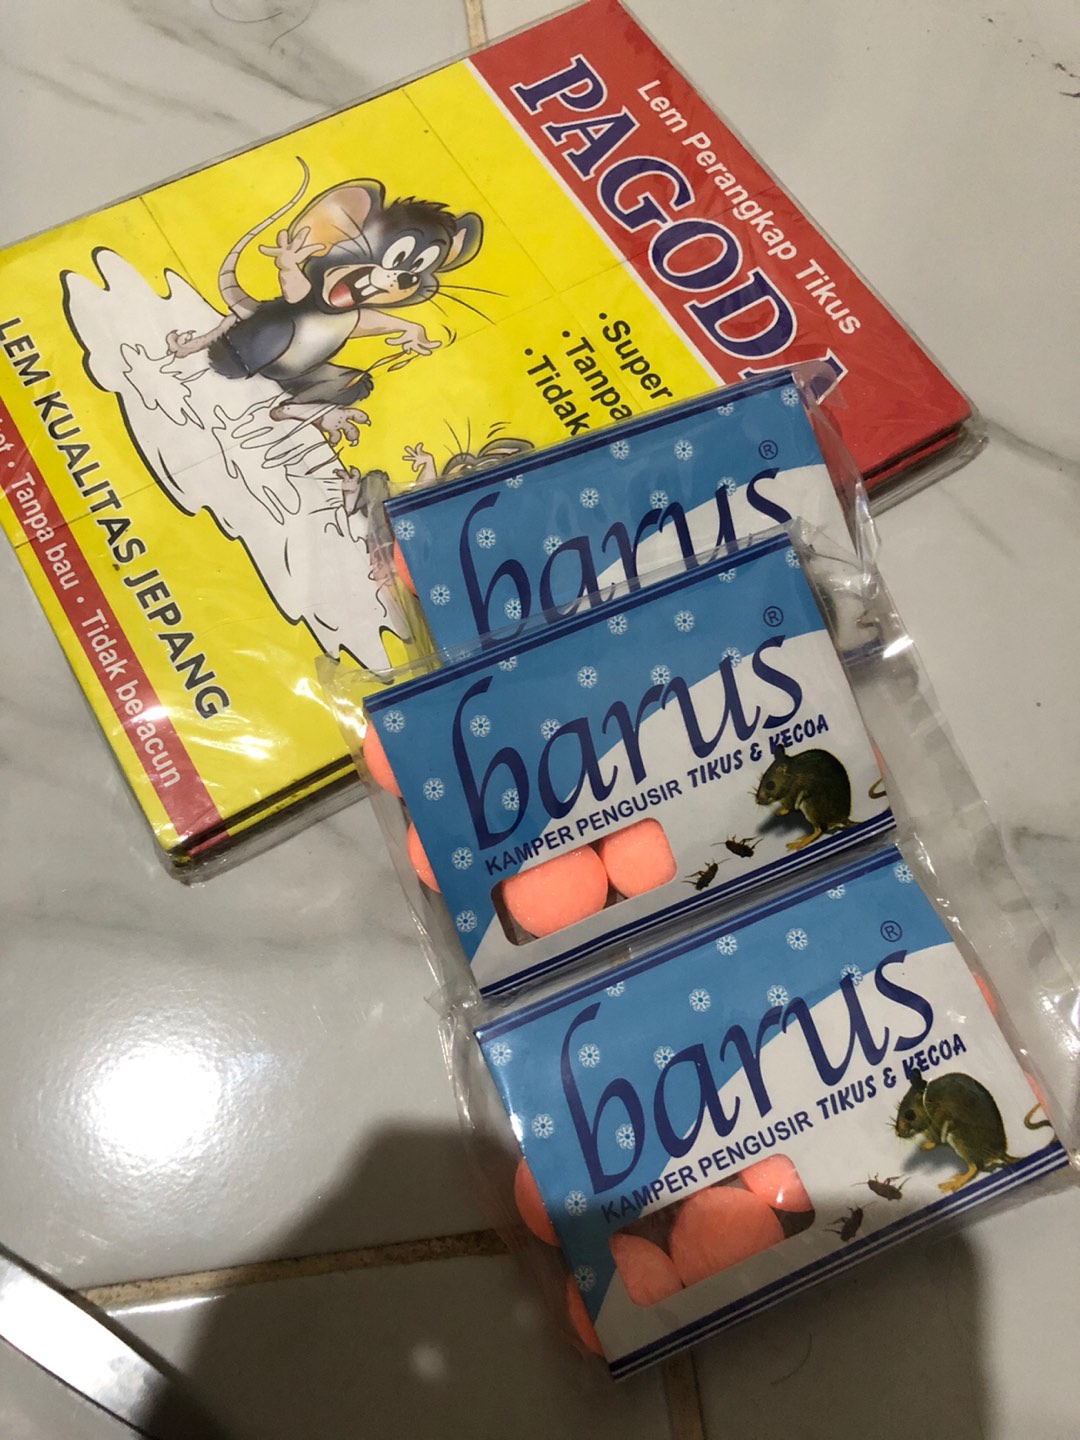 Lem Perangkap Tikus
PAGODA
•Super
•Tanpa
•Tidak
LEM KUALITAS JEPANG
• Tanpa bau • Tidak beracun
barus ®
barus ®
KAMPER PENGUSIR TIKUS & KECOA
barus ®
KAMPER PENGUSIR TIKUS & KECOA